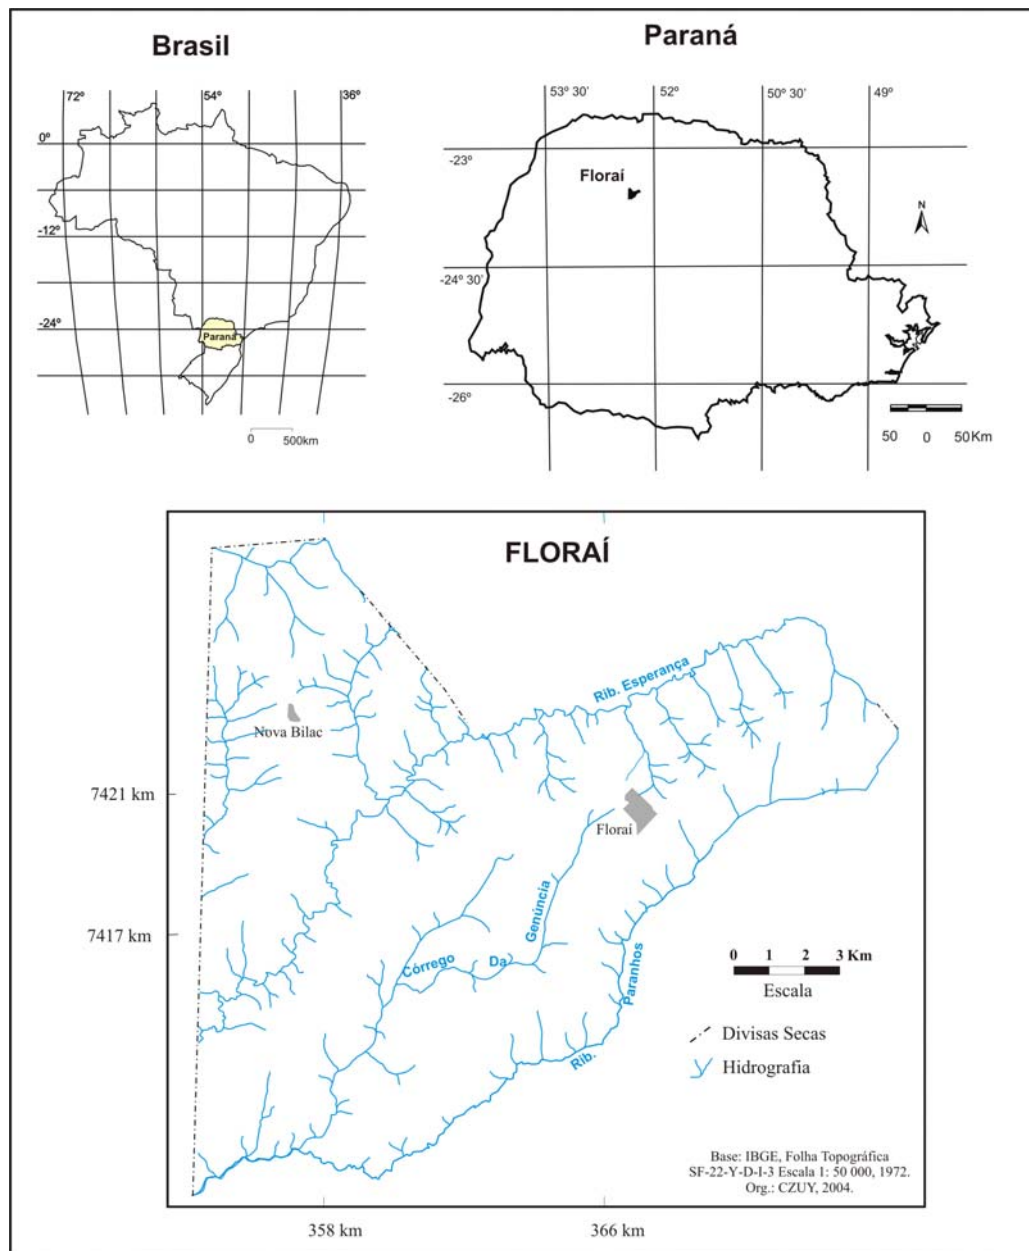 Brasil
72º
54º
36º
0º
-12º
-24º
Paraná
0 500km
Paraná
53º 30'
52º
50º 30'
49º
-23º
Floraí
N
-24º 30'
-26º
50 0 50Km
FLORAÍ
Rib. Esperança
Nova Bilac
7421 km
Floraí
Genúncia
7417 km
Córrego Da
Paranhos
0 1 2 3 Km
Escala
Divisas Secas
Rib.
Hidrografia
Base: IBGE, Folha Topográfica
SF-22-Y-D-I-3 Escala 1: 50 000, 1972.
Org.: CZUY, 2004.
358 km
366 km